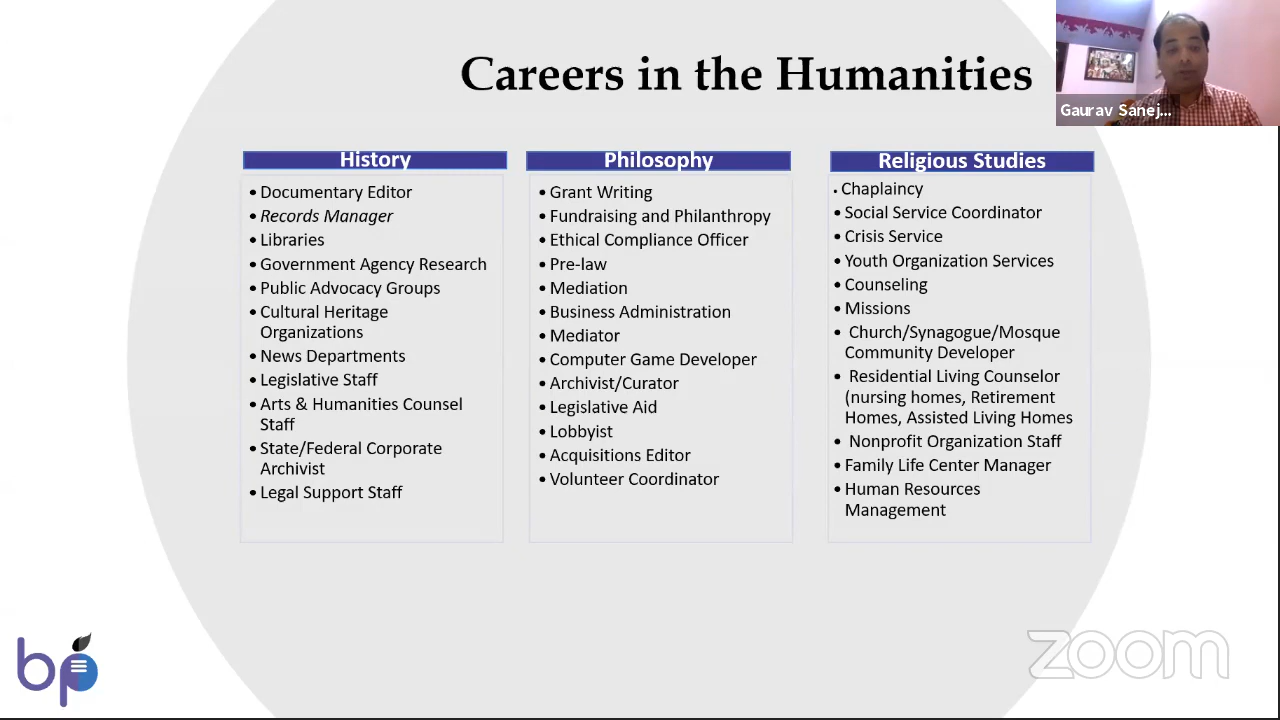 Careers in the Humanities
Gaurav Sanej...
History
• Documentary Editor
• Records Manager
• Libraries
• Government Agency Research
• Public Advocacy Groups
• Cultural Heritage
Organizations
• News Departments
• Legislative Staff
• Arts & Humanities Counsel
Staff
• State/Federal Corporate
Archivist
• Legal Support Staff
Philosophy
• Grant Writing
• Fundraising and Philanthropy
• Ethical Compliance Officer
• Pre-law
• Mediation
• Business Administration
• Mediator
• Computer Game Developer
• Archivist/Curator
• Legislative Aid
• Lobbyist
• Acquisitions Editor
• Volunteer Coordinator
Religious Studies
• Chaplaincy
• Social Service Coordinator
• Crisis Service
• Youth Organization Services
• Counseling
• Missions
• Church/Synagogue/Mosque
Community Developer
• Residential Living Counselor
(nursing homes, Retirement
Homes, Assisted Living Homes
• Nonprofit Organization Staff
• Family Life Center Manager
• Human Resources
Management
bp
zoom